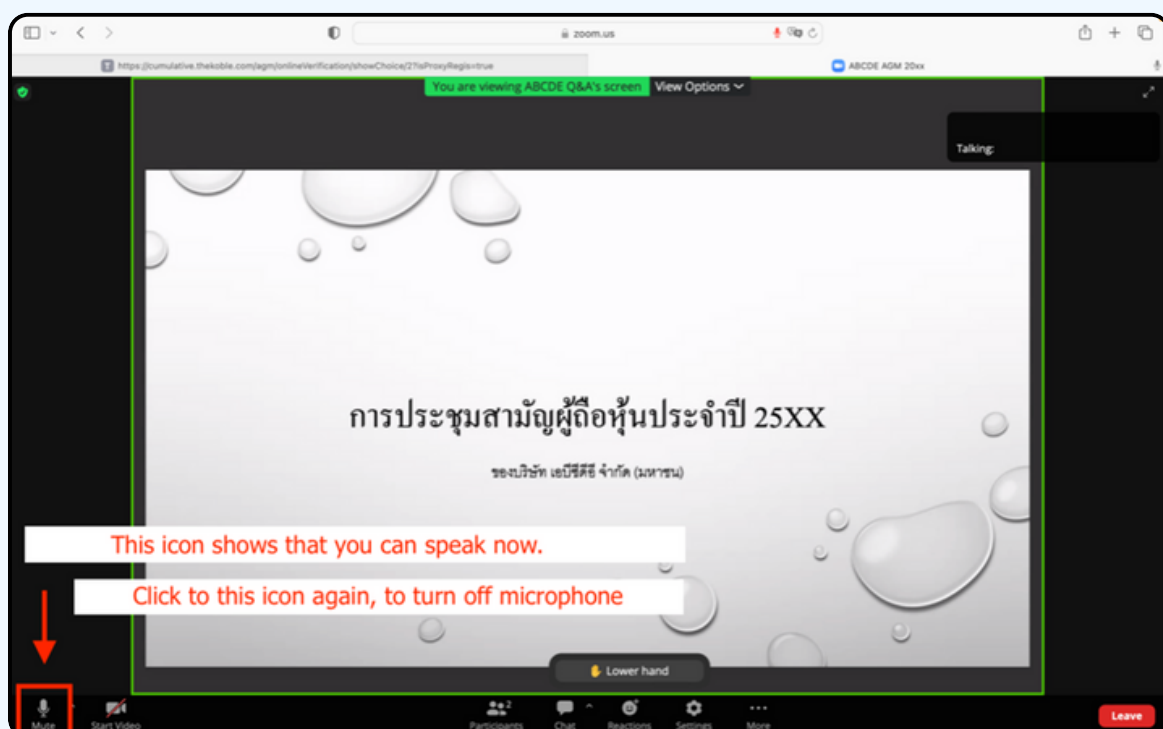 zoom.us
https://cumulative.thekoble.com/agm/onlineVerification/showChoice/2?isProxyRegis=true
ABCDE AGM 20xx
You are viewing ABCDE Q&A's screen View Options
Talking:
การประชุมสามัญผู้ถือหุ้นประจำปี 25XX
ของบริษัท เอบีซีดีอี จำกัด (มหาชน)
This icon shows that you can speak now.
Click to this icon again, to turn off microphone
Lower hand
2
Mute Start Video Participants Chat Reactions Settings More Leave